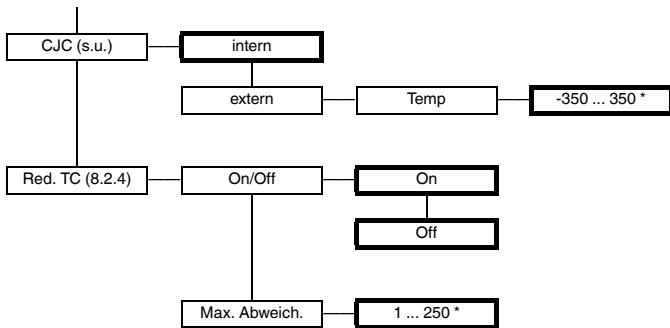 CJC (s.u.)
intern
extern
Temp
-350 ... 350 *
Red. TC (8.2.4)
On/Off
On
Off
Max. Abweich.
1 ... 250 *